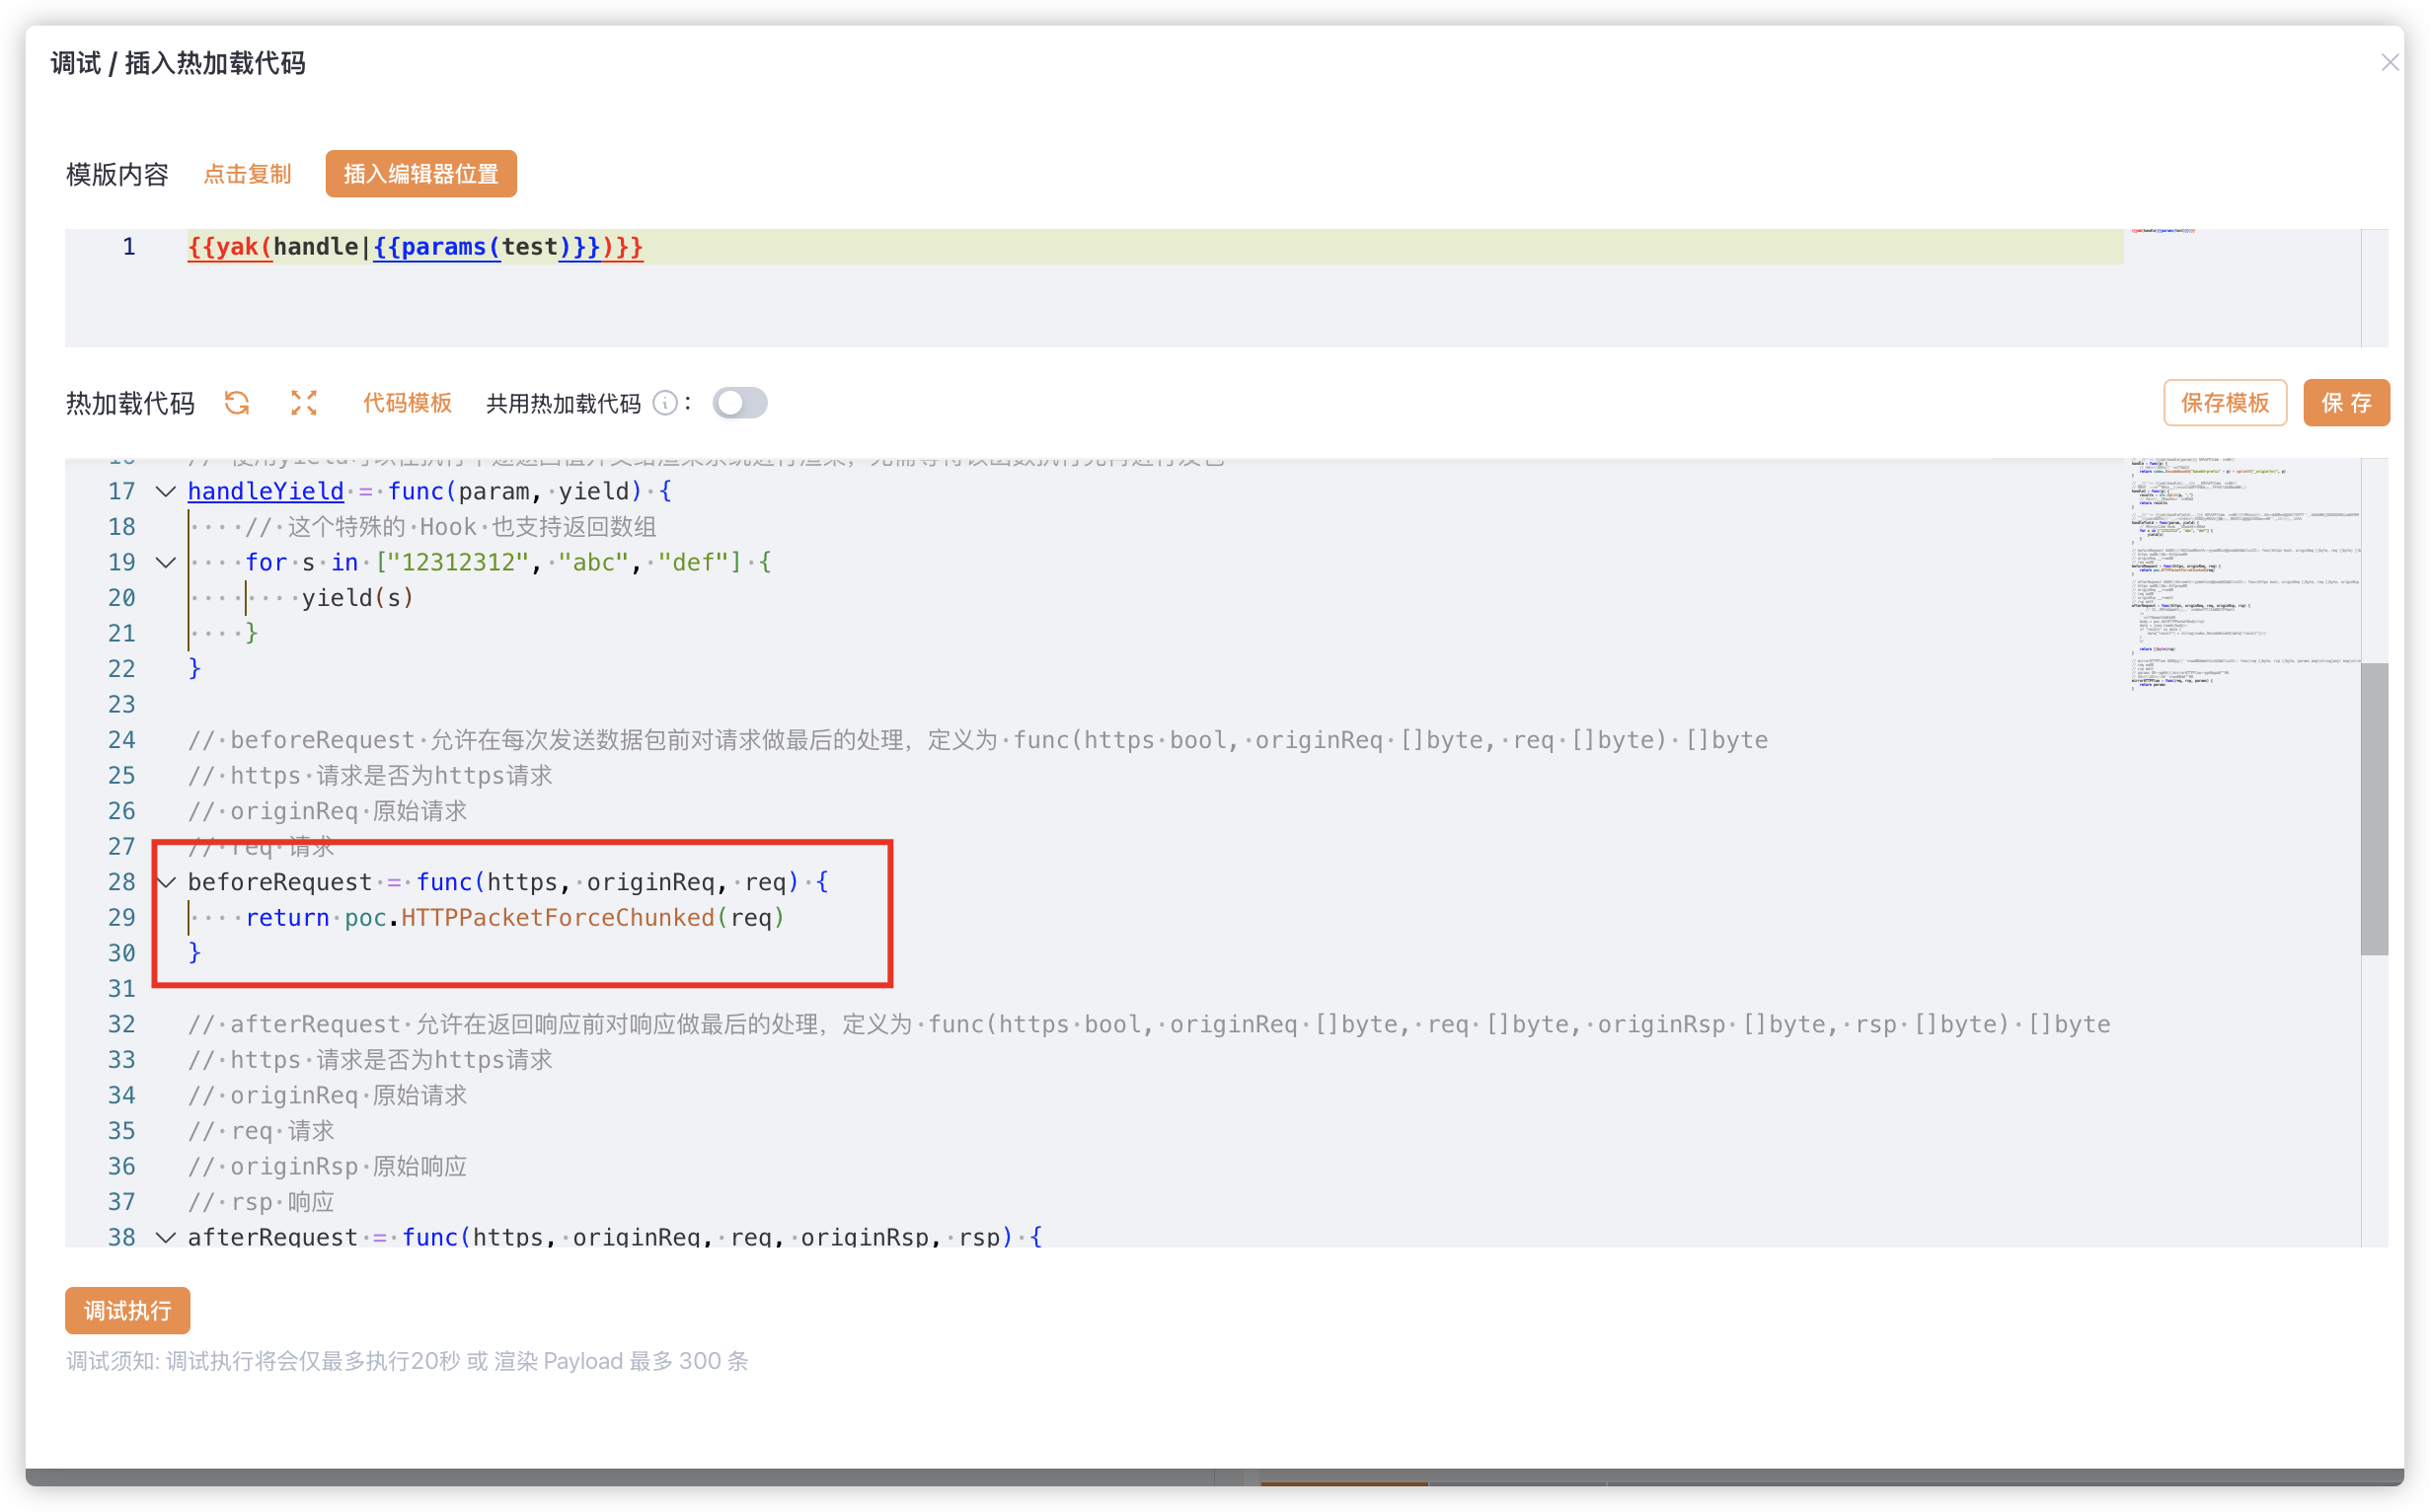 调试 / 插入热加载代码
模版内容 点击复制 插入编辑器位置
1 {{yak(handle|{{params(test)}})}}
热加载代码 代码模板 共用热加载代码 : 保存模板 保 存
17 handleYield = func(param, yield) {
18 // 这个特殊的 Hook 也支持返回数组
19 for s in ["12312312", "abc", "def"] {
20 yield(s)
21 }
22 }
23
24 // beforeRequest 允许在每次发送数据包前对请求做最后的处理，定义为 func(https bool, originReq []byte, req []byte) []byte
25 // https 请求是否为https请求
26 // originReq 原始请求
27 // req 请求
28 beforeRequest = func(https, originReq, req) {
29 return poc.HTTPPacketForceChunked(req)
30 }
31
32 // afterRequest 允许在返回响应前对响应做最后的处理，定义为 func(https bool, originReq []byte, req []byte, originRsp []byte, rsp []byte) []byte
33 // https 请求是否为https请求
34 // originReq 原始请求
35 // req 请求
36 // originRsp 原始响应
37 // rsp 响应
38 afterRequest = func(https, originReq, req, originRsp, rsp) {
调试执行
调试须知: 调试执行将会仅最多执行20秒 或 渲染 Payload 最多 300 条